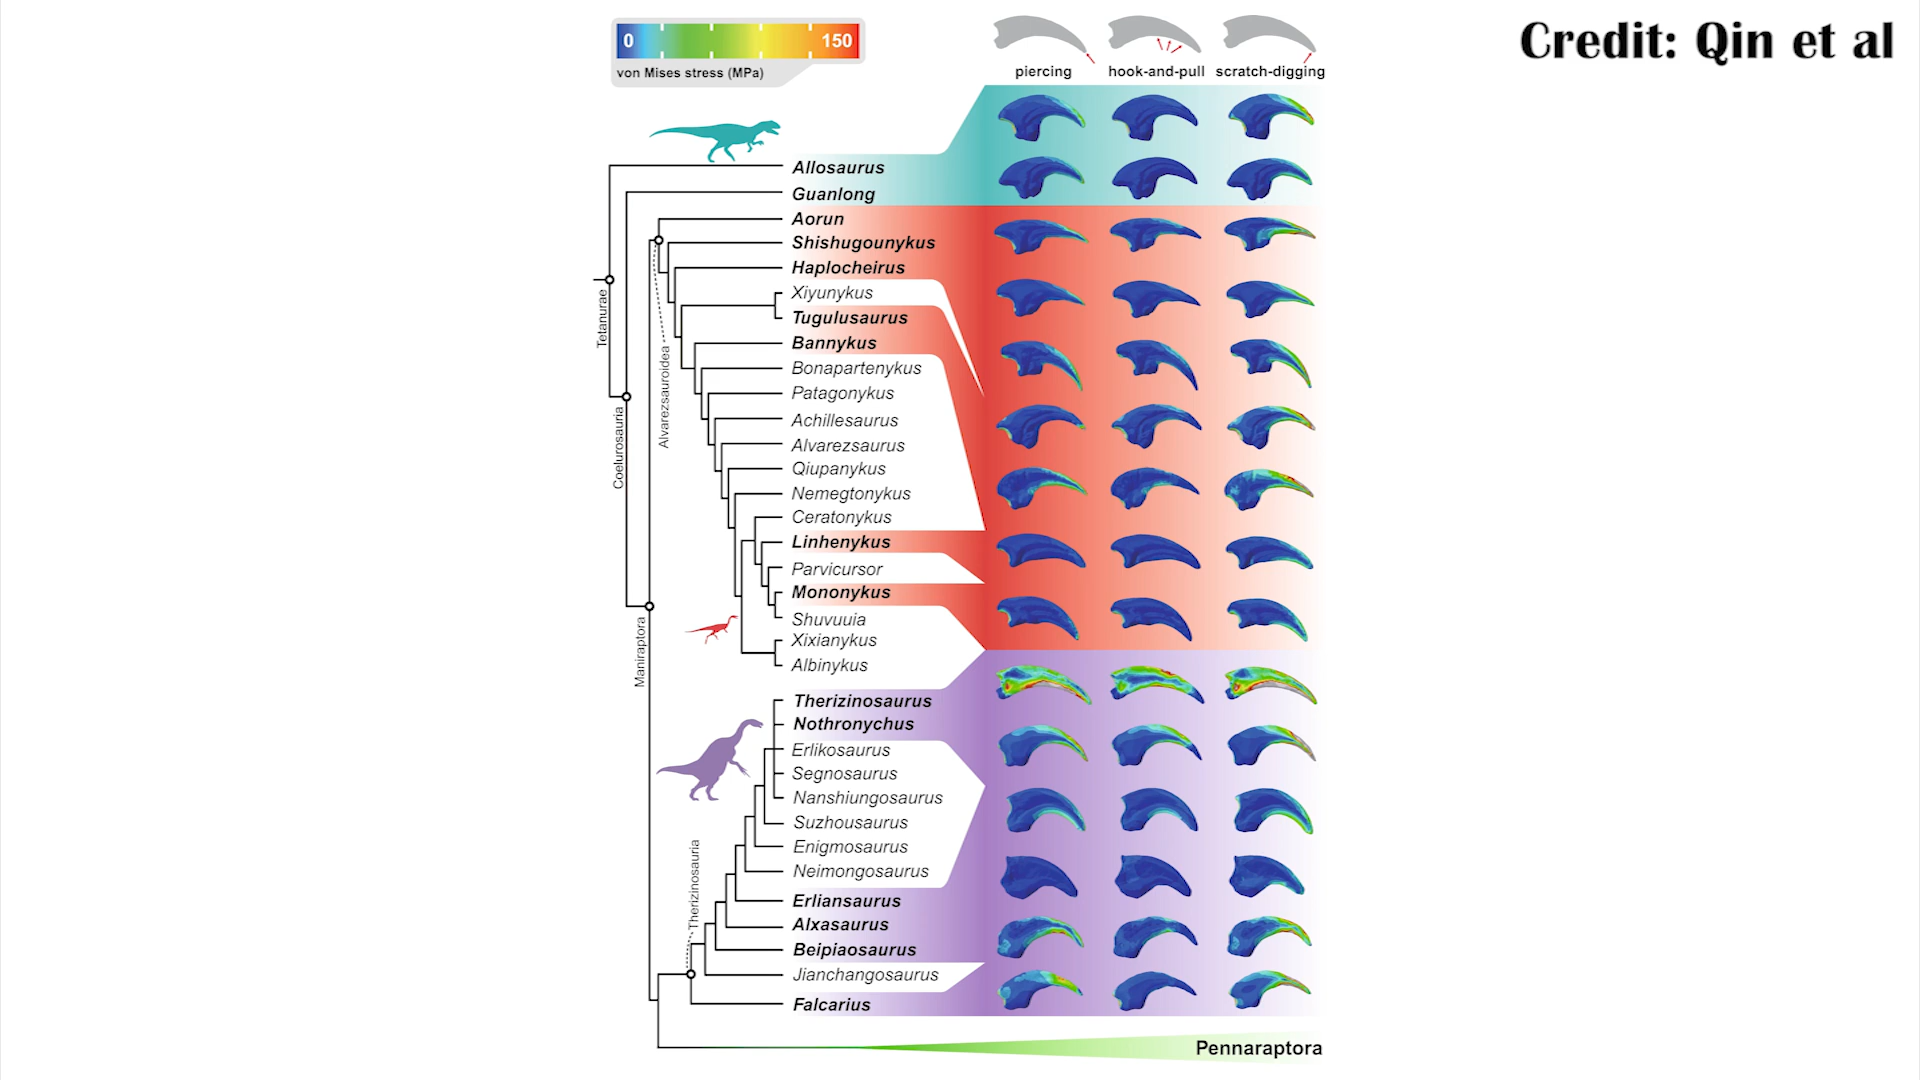 Credit: Qin et al
0
150
von Mises stress (MPa)
piercing
hook-and-pull
scratch-digging
Allosaurus
Guanlong
Aorun
Shishugounykus
Haplocheirus
Xiyunykus
Tugulusaurus
Bannykus
Bonapartenykus
Patagonykus
Achillesaurus
Alvarezsaurus
Qiupanykus
Nemegtonykus
Ceratonykus
Linhenykus
Parvicursor
Mononykus
Shuvuuia
Xixianykus
Albinykus
Therizinosaurus
Nothronychus
Erlikosaurus
Segnosaurus
Nanshiungosaurus
Suzhousaurus
Enigmosaurus
Neimongosaurus
Erliansaurus
Alxasaurus
Beipiaosaurus
Jianchangosaurus
Falcarius
Pennaraptora
Tetanurae
Coelurosauria
Alvarezsauroidea
Maniraptora
Therizinosauria